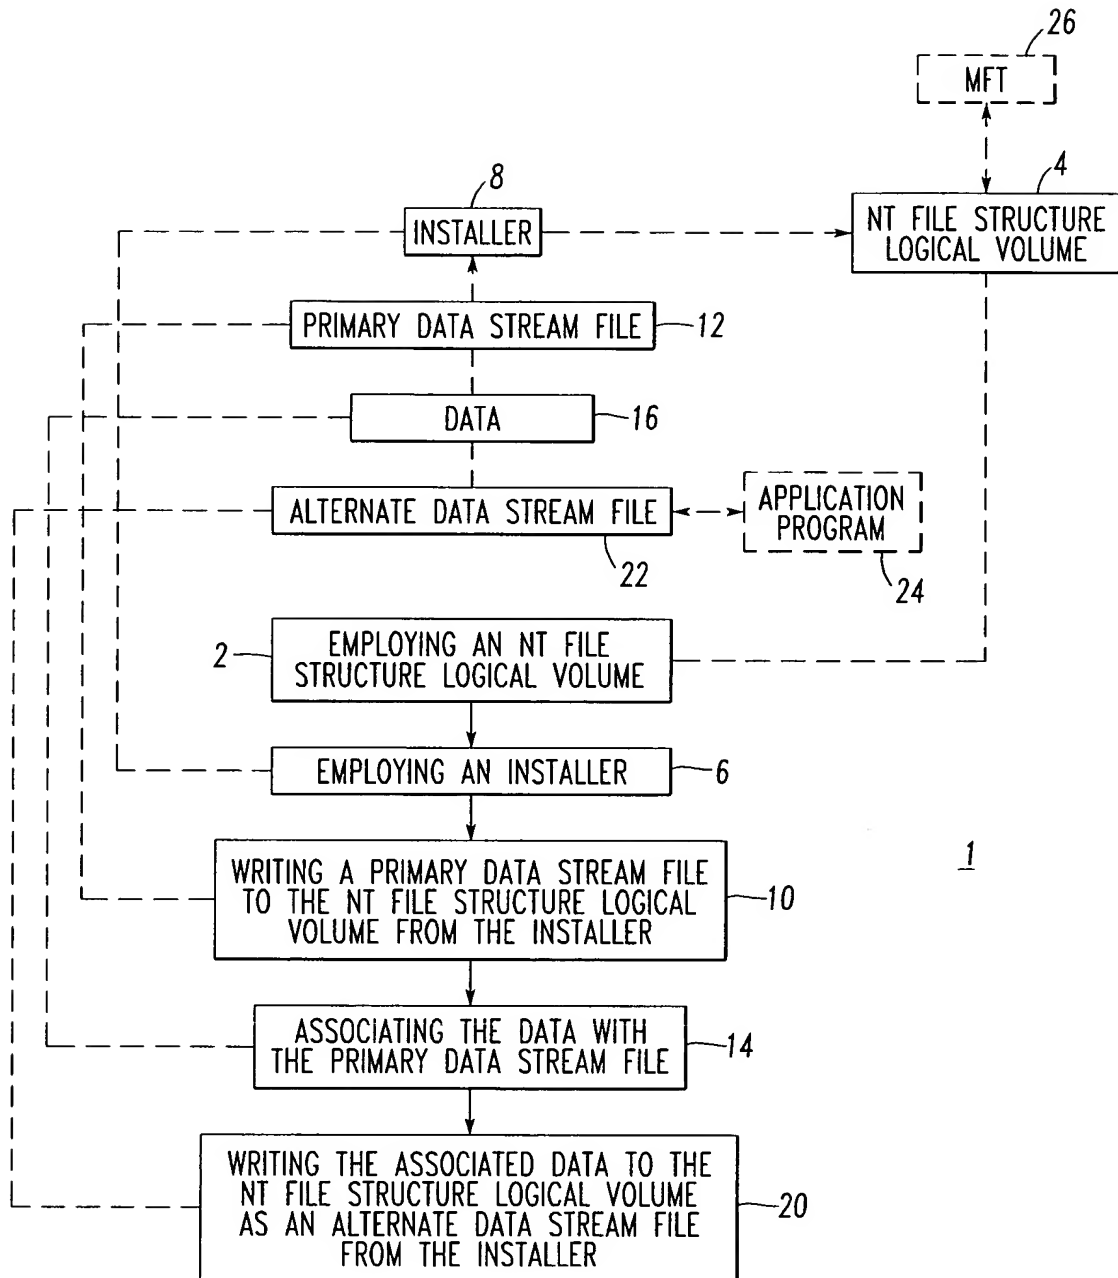 26
MFT
4
NT FILE STRUCTURE
LOGICAL VOLUME
8
INSTALLER
PRIMARY DATA STREAM FILE
12
DATA
16
ALTERNATE DATA STREAM FILE
22
APPLICATION
PROGRAM
24
2
EMPLOYING AN NT FILE
STRUCTURE LOGICAL VOLUME
EMPLOYING AN INSTALLER
6
WRITING A PRIMARY DATA STREAM FILE
TO THE NT FILE STRUCTURE LOGICAL
VOLUME FROM THE INSTALLER
10
1
ASSOCIATING THE DATA WITH
THE PRIMARY DATA STREAM FILE
14
WRITING THE ASSOCIATED DATA TO THE
NT FILE STRUCTURE LOGICAL VOLUME
AS AN ALTERNATE DATA STREAM FILE
FROM THE INSTALLER
20